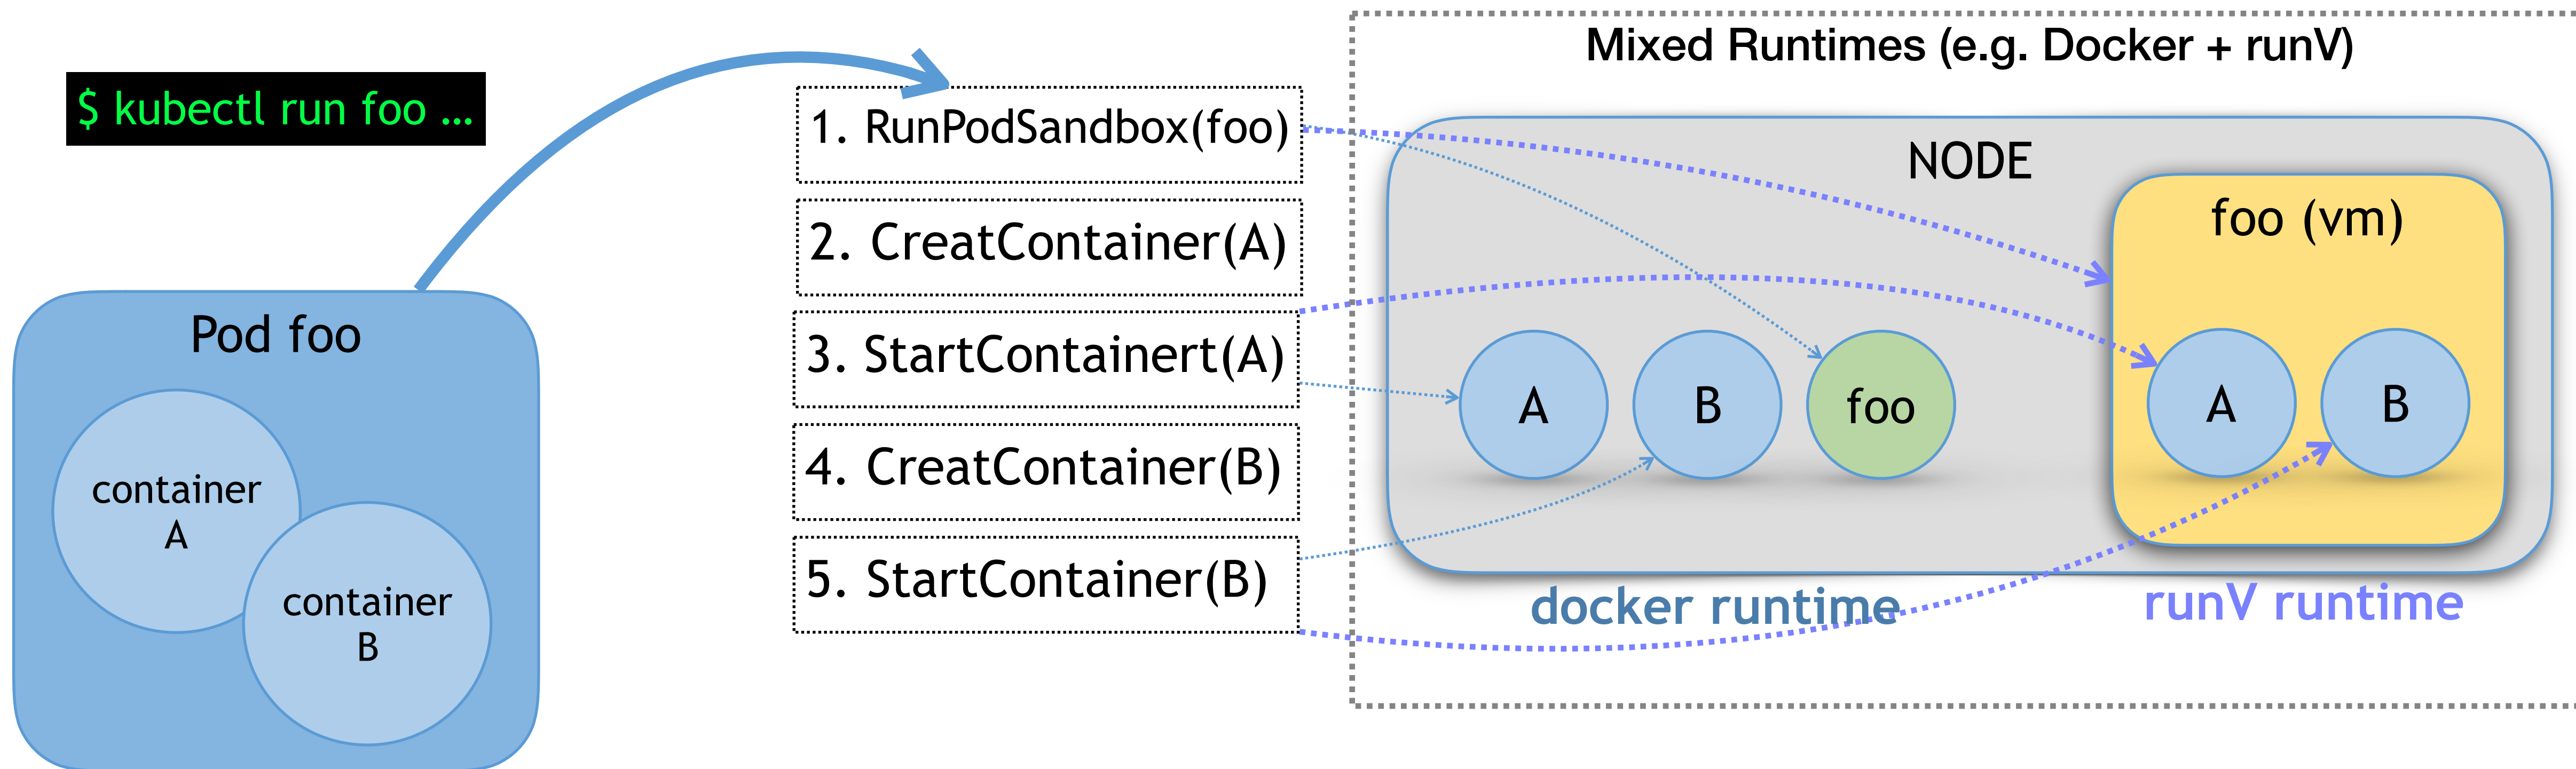 $ kubectl run foo ...
Pod foo
container
A
container
B
1. RunPodSandbox(foo)
2. CreatContainer(A)
3. StartContainert(A)
4. CreatContainer(B)
5. StartContainer(B)
Mixed Runtimes (e.g. Docker + runV)
NODE
foo (vm)
A
B
foo
A
B
docker runtime
runV runtime